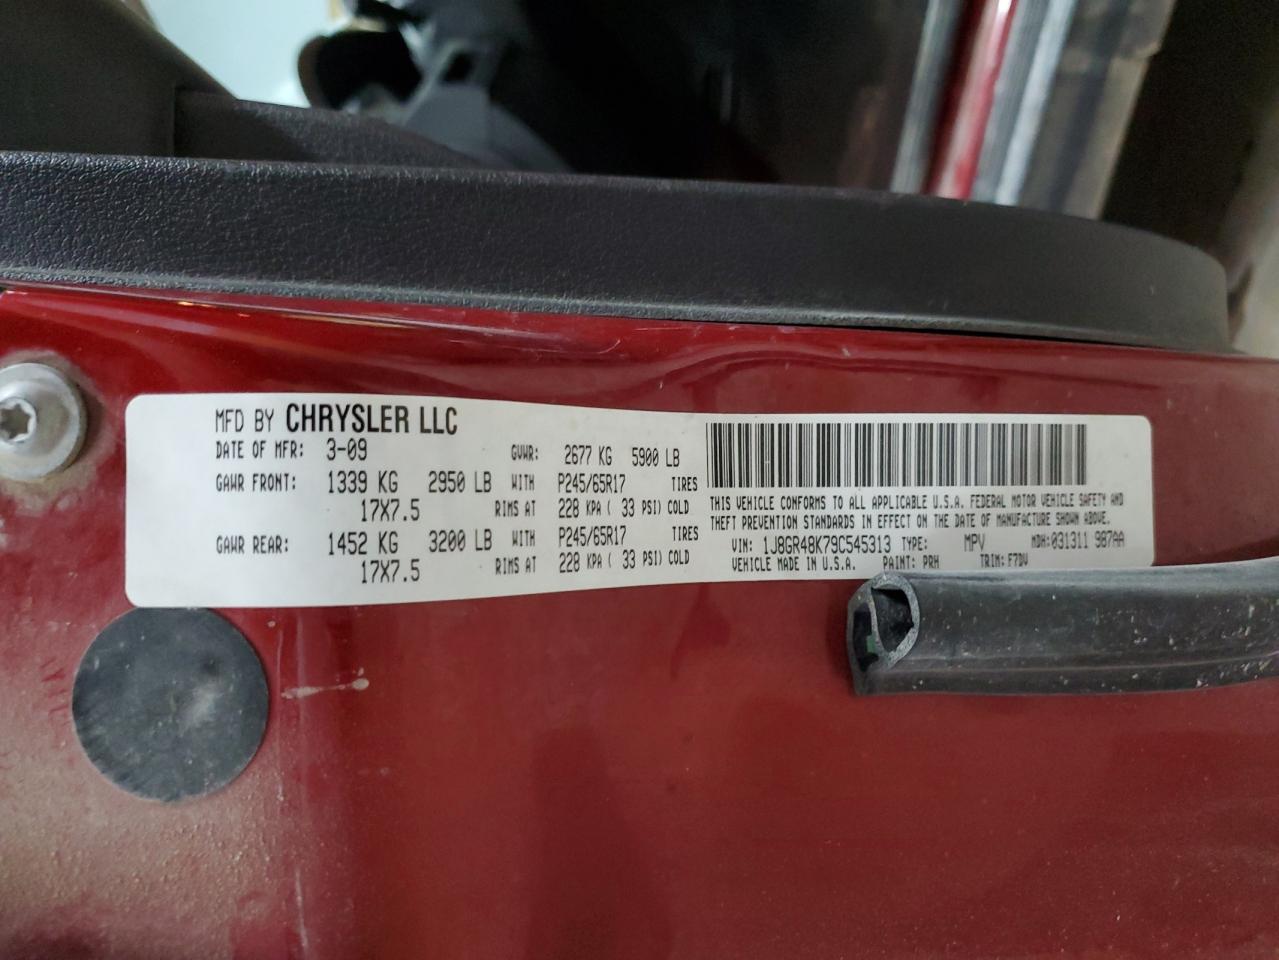 MFD BY CHRYSLER LLC
DATE OF MFR: 3-09 GVWR: 2677 KG 5900 LB
GAWR FRONT: 1339 KG 2950 LB WITH P245/65R17 TIRES
17X7.5 RIMS AT 228 KPA ( 33 PSI) COLD
GAWR REAR: 1452 KG 3200 LB WITH P245/65R17 TIRES
17X7.5 RIMS AT 228 KPA ( 33 PSI) COLD
THIS VEHICLE CONFORMS TO ALL APPLICABLE U.S.A. FEDERAL MOTOR VEHICLE SAFETY AND
THEFT PREVENTION STANDARDS IN EFFECT ON THE DATE OF MANUFACTURE SHOWN ABOVE.
VIN: 1J8GR48K79C545313 TYPE: MPV MDH: 031311 987AA
VEHICLE MADE IN U.S.A. PAINT: PRH TRIM: F7DV